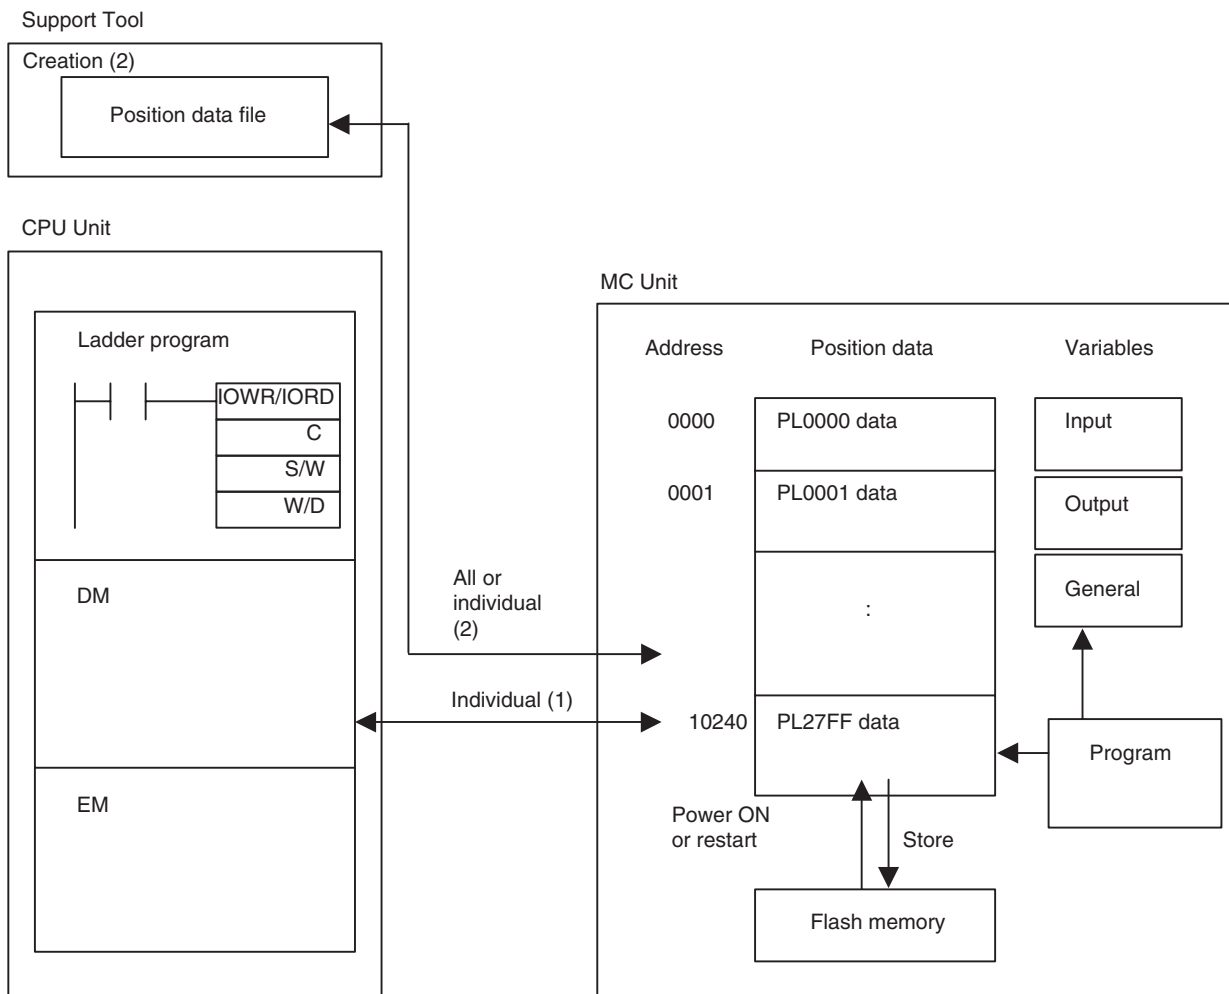 Support Tool
Creation (2)
Position data file
CPU Unit
Ladder program
IOWR/IORD
C
S/W
W/D
DM
EM
All or
individual
(2)
Individual (1)
MC Unit
Address
Position data
Variables
0000
PL0000 data
Input
0001
PL0001 data
Output
:
General
10240
PL27FF data
Program
Power ON
or restart
Store
Flash memory